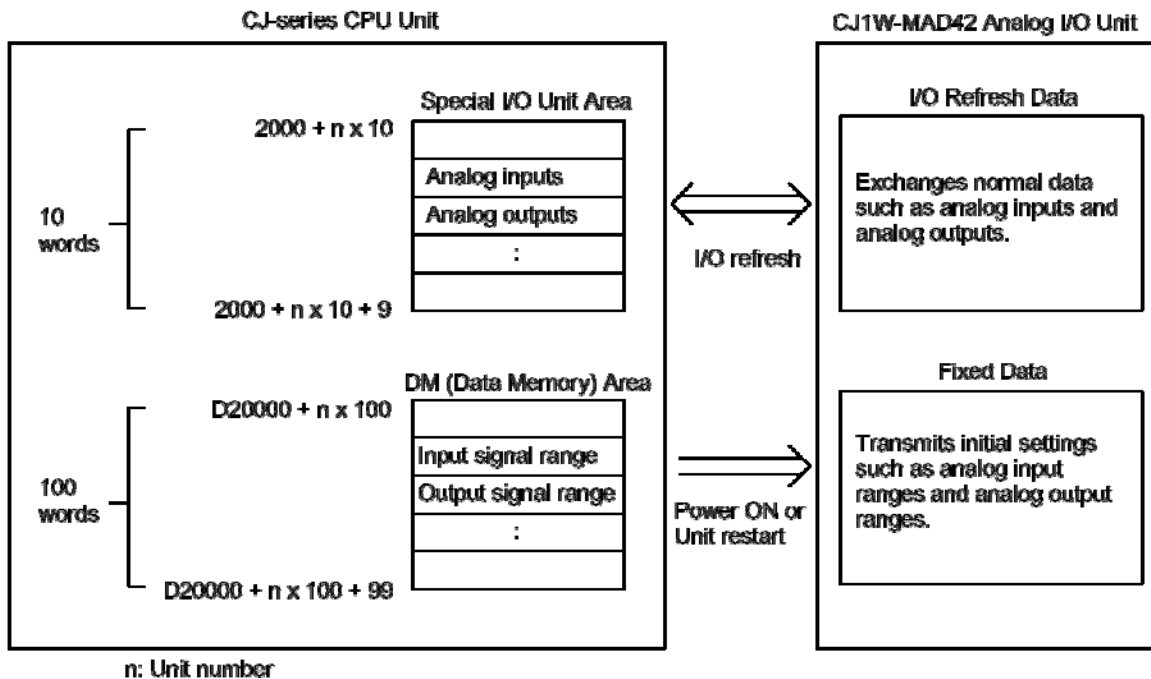 CJ-series CPU Unit
CJ1W-MAD42 Analog I/O Unit
Special I/O Unit Area
2000 + n x 10
Analog inputs
Analog outputs
:
10
words
2000 + n x 10 + 9
I/O refresh
I/O Refresh Data
Exchanges normal data
such as analog inputs and
analog outputs.
DM (Data Memory) Area
D20000 + n x 100
Input signal range
Output signal range
:
100
words
D20000 + n x 100 + 99
Power ON or
Unit restart
Fixed Data
Transmits initial settings
such as analog input
ranges and analog output
ranges.
n: Unit number